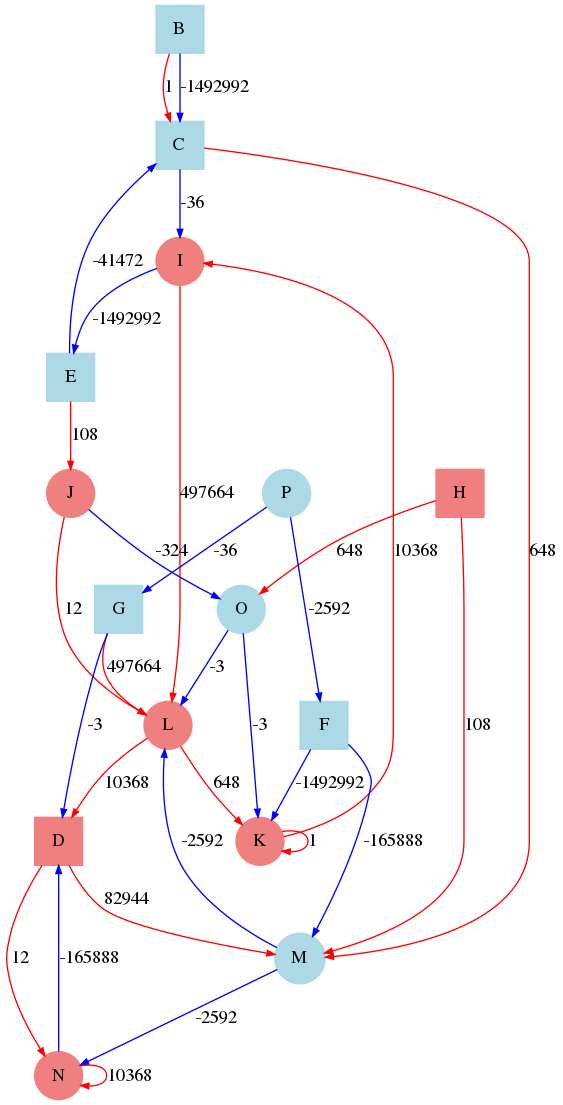 B
1 -1492992
C
-36
I
-41472
-1492992
E
108
J P H
497664 10368 648
-324 -36 648
G O
12 497664 -3 -2592
-3 -3 108
L F
10368 648 -1492992
D K 1
-2592 -165888
82944
12 -165888 M
-2592
N 10368